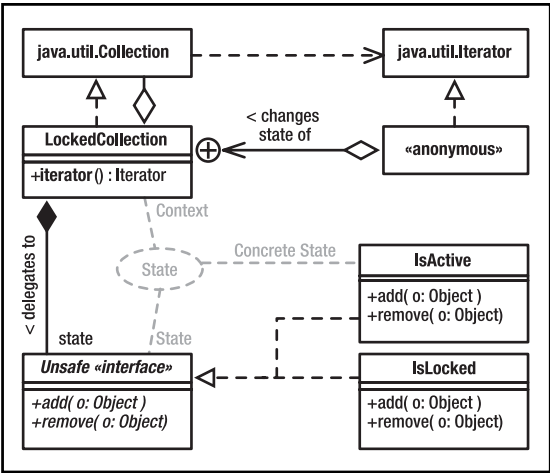 java.util.Collection
java.util.Iterator
< changes
state of
LockedCollection
+iterator() : Iterator
«anonymous»
Context
State
Concrete State
< delegates to
state
State
IsActive
+add( o: Object )
+remove( o: Object)
Unsafe «interface»
+add( o: Object )
+remove( o: Object)
IsLocked
+add( o: Object )
+remove( o: Object)